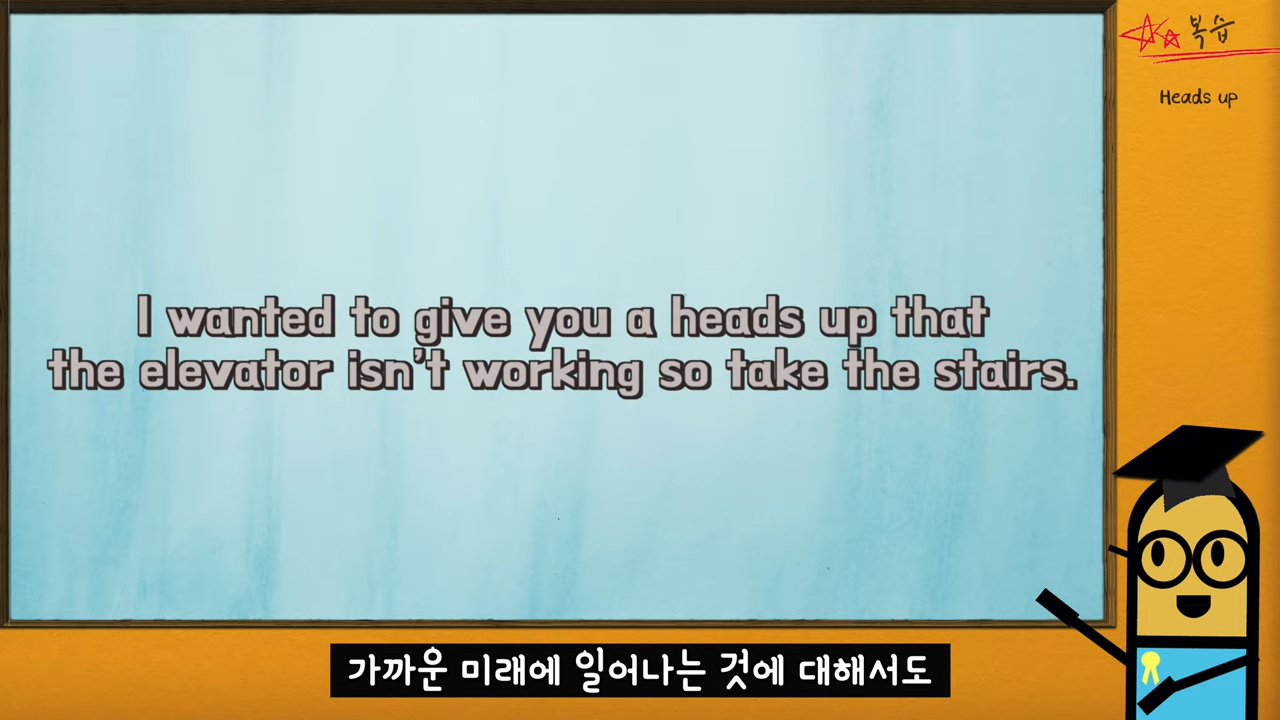 복습
Heads up
I wanted to give you a heads up that
the elevator isn't working so take the stairs.
가까운 미래에 일어나는 것에 대해서도